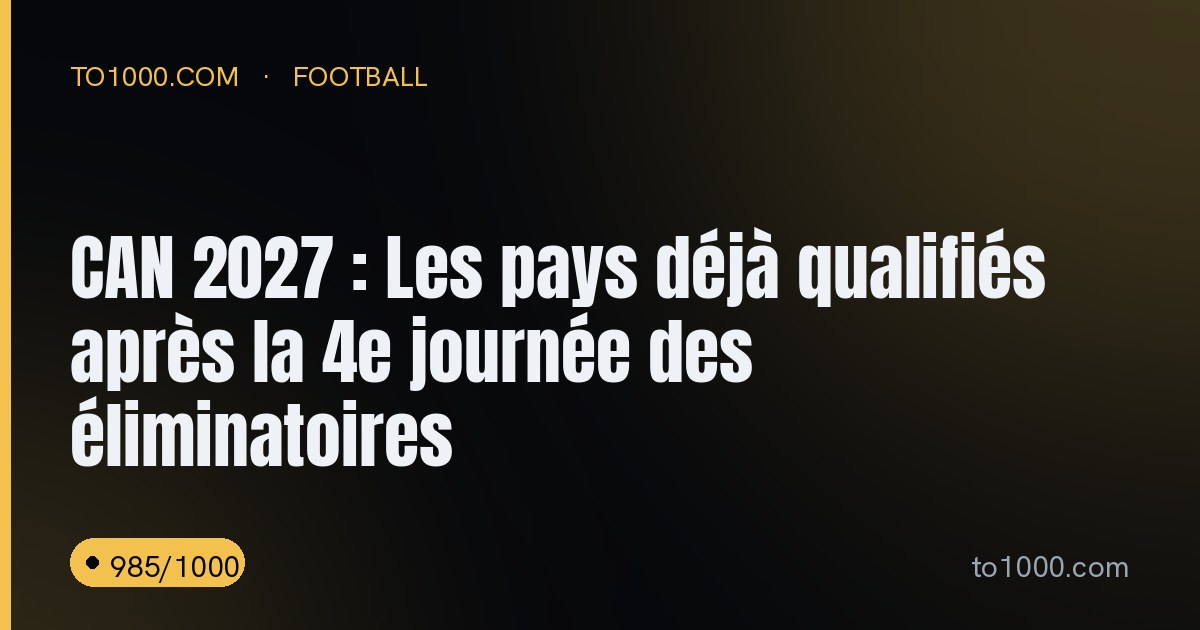 TO1000.COM · FOOTBALL
CAN 2027 : Les pays déjà qualifiés
après la 4e journée des
éliminatoires
985/1000
to1000.com